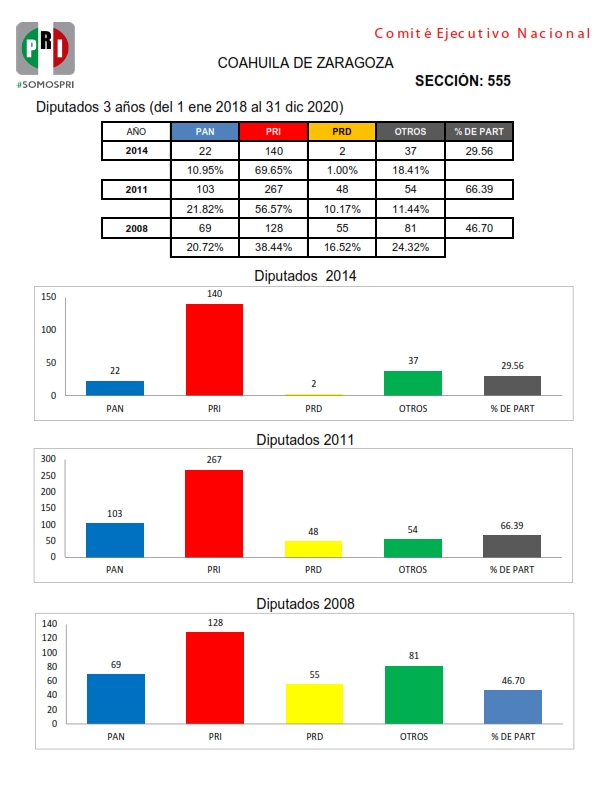 Comité Ejecutivo Nacional
PRI
#SOMOSPRI
COAHUILA DE ZARAGOZA
SECCIÓN: 555
Diputados 3 años (del 1 ene 2018 al 31 dic 2020)
AÑO PAN PRI PRD OTROS % DE PART
2014 22 140 2 37 29.56
10.95% 69.65% 1.00% 18.41%
2011 103 267 48 54 66.39
21.82% 56.57% 10.17% 11.44%
2008 69 128 55 81 46.70
20.72% 38.44% 16.52% 24.32%
Diputados 2014
150
100
50
0
22 140 2 37 29.56
PAN PRI PRD OTROS % DE PART
Diputados 2011
300
250
200
150
100
50
0
103 267 48 54 66.39
PAN PRI PRD OTROS % DE PART
Diputados 2008
140
120
100
80
60
40
20
0
69 128 55 81 46.70
PAN PRI PRD OTROS % DE PART